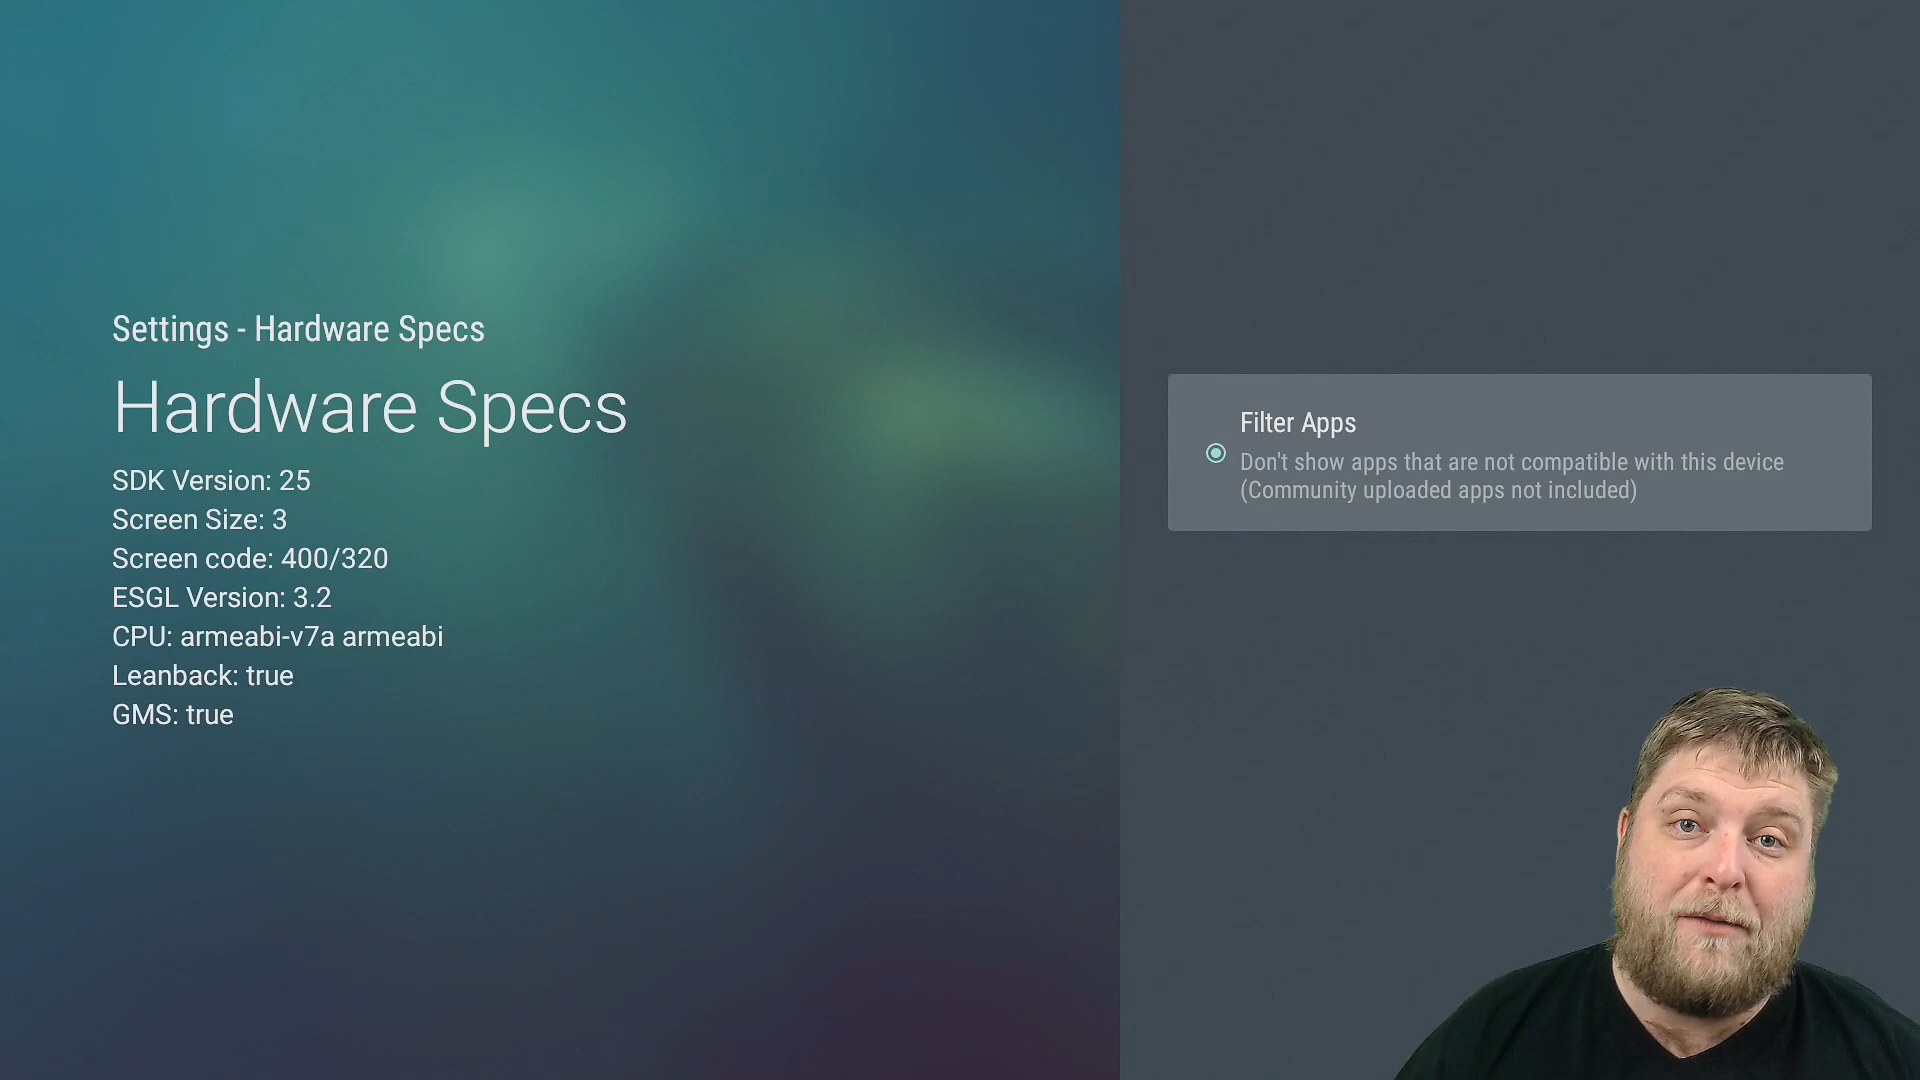 Settings - Hardware Specs
Hardware Specs
SDK Version: 25
Screen Size: 3
Screen code: 400/320
ESGL Version: 3.2
CPU: armeabi-v7a armeabi
Leanback: true
GMS: true
Filter Apps
Don't show apps that are not compatible with this device
(Community uploaded apps not included)